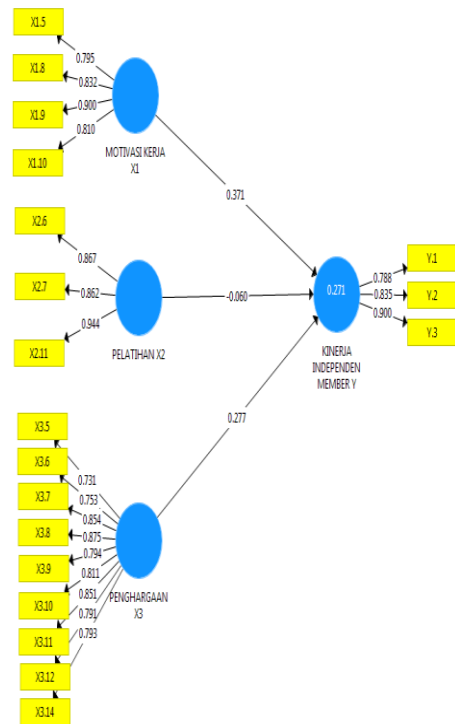 X1.5
X1.8
X1.9
X1.10
0.795
0.832
0.900
0.810
MOTIVASI KERJA
X1
0.371
X2.6
X2.7
X2.11
0.867
0.862
0.944
PELATIHAN X2
-0.060
0.271
KINERJA
INDEPENDEN
MEMBER Y
0.788
0.835
0.900
Y.1
Y.2
Y.3
0.277
X3.5
X3.6
X3.7
X3.8
X3.9
X3.10
X3.11
X3.12
X3.14
0.731
0.753
0.854
0.875
0.794
0.811
0.851
0.791
0.793
PENGHARGAAN
X3